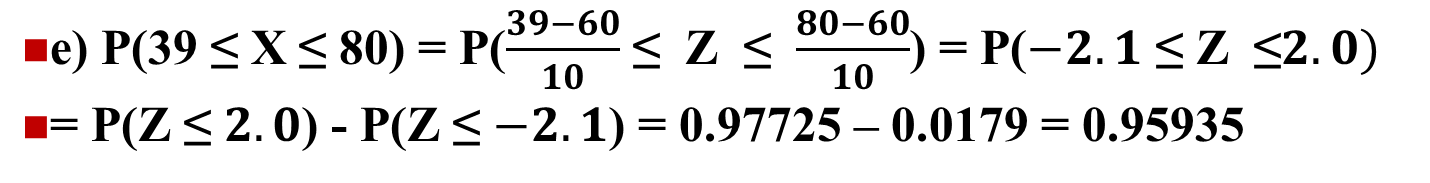 ■e) P(39 ≤ X ≤ 80) = P(39−60/10 ≤ Z ≤ 80−60/10) = P(−2.1 ≤ Z ≤2.0)
■= P(Z ≤ 2.0) - P(Z ≤ −2.1) = 0.97725 – 0.0179 = 0.95935